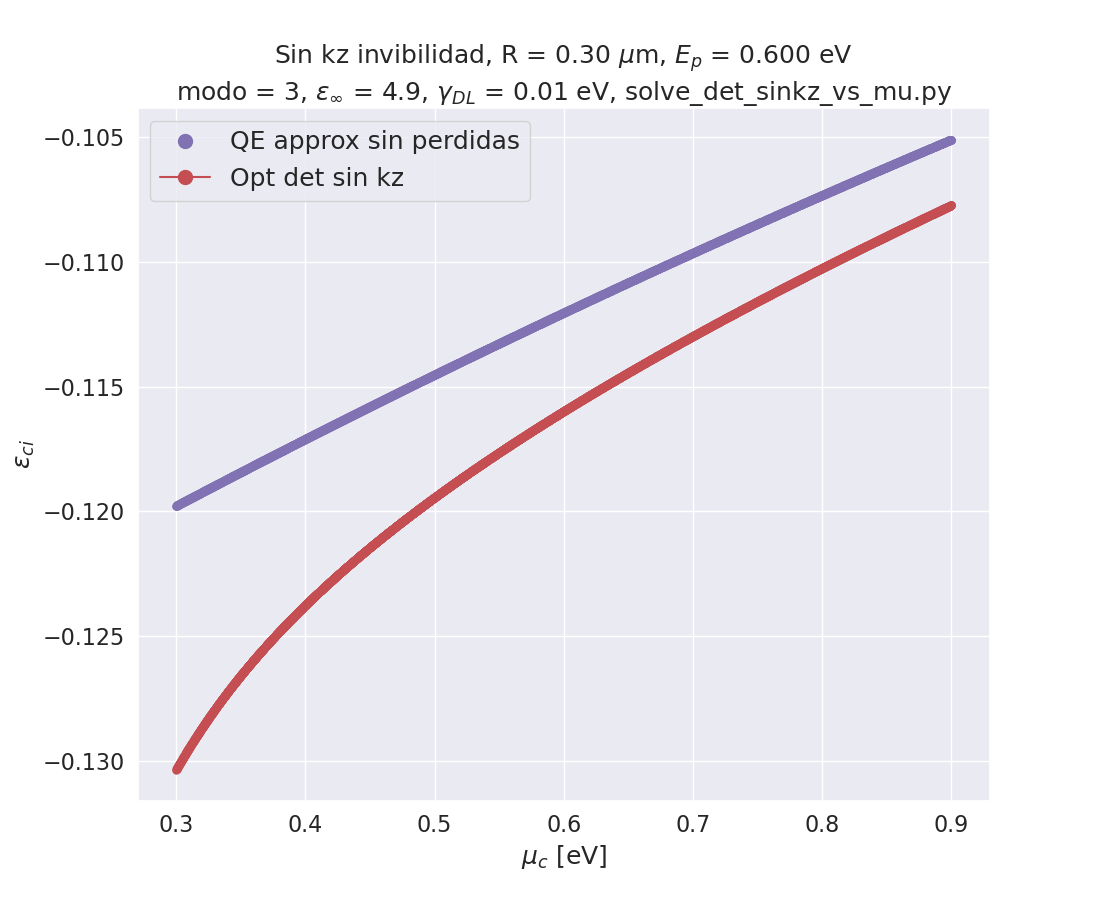 Sin kz invibilidad, R = 0.30 μm, E_p = 0.600 eV
modo = 3, ε_∞ = 4.9, γ_DL = 0.01 eV, solve_det_sinkz_vs_mu.py
QE approx sin perdidas
Opt det sin kz
−0.105
−0.110
−0.115
−0.120
−0.125
−0.130
ε_ci
0.3 0.4 0.5 0.6 0.7 0.8 0.9
μ_c [eV]